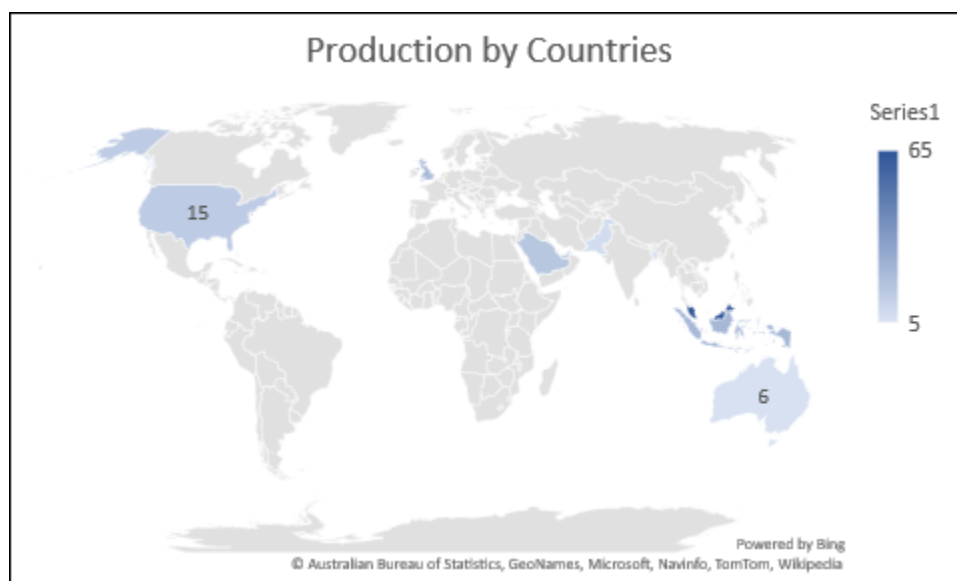 Production by Countries
Series1
65
15
5
6
Powered by Bing
© Australian Bureau of Statistics, GeoNames, Microsoft, Navinfo, TomTom, Wikipedia